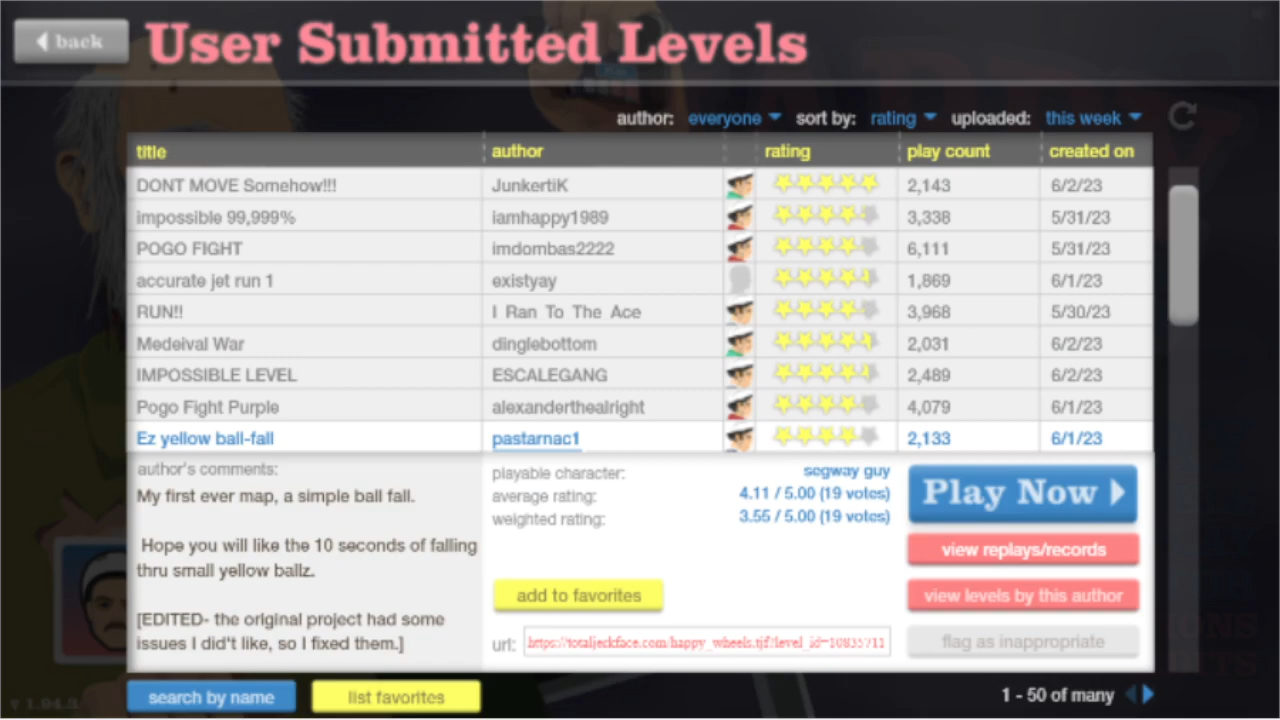 back
User Submitted Levels
author: everyone sort by: rating uploaded: this week
title author rating play count created on
DONT MOVE Somehow!!! JunkertiK 2,143 6/2/23
impossible 99,999% iamhappy1989 3,338 5/31/23
POGO FIGHT imdombas2222 6,111 5/31/23
accurate jet run 1 existyay 1,869 6/1/23
RUN!! I Ran To The Ace 3,968 5/30/23
Medeival War dinglebottom 2,031 6/2/23
IMPOSSIBLE LEVEL ESCALEGANG 2,489 6/2/23
Pogo Fight Purple alexanderthealright 4,079 6/1/23
Ez yellow ball-fall pastarnac1 2,133 6/1/23
author's comments:
My first ever map, a simple ball fall.
Hope you will like the 10 seconds of falling
thru small yellow ballz.
[EDITED- the original project had some
issues I did't like, so I fixed them.]
playable character: segway guy
average rating: 4.11 / 5.00 (19 votes)
weighted rating: 3.55 / 5.00 (19 votes)
add to favorites
url:
Play Now
view replays/records
view levels by this author
flag as inappropriate
search by name list favorites 1 - 50 of many